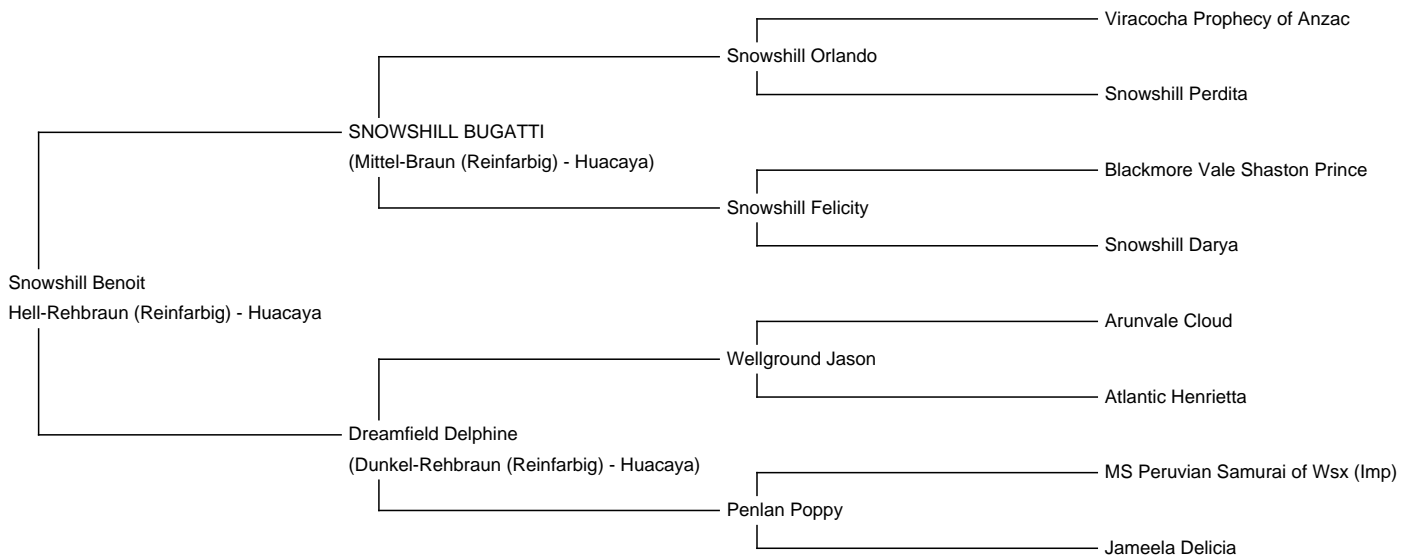 Viracocha Prophecy of Anzac
Snowshill Orlando
Snowshill Perdita
SNOWSHILL BUGATTI
(Mittel-Braun (Reinfarbig) - Huacaya)
Blackmore Vale Shaston Prince
Snowshill Felicity
Snowshill Darya
Snowshill Benoit
Hell-Rehbraun (Reinfarbig) - Huacaya
Arunvale Cloud
Wellground Jason
Atlantic Henrietta
Dreamfield Delphine
(Dunkel-Rehbraun (Reinfarbig) - Huacaya)
MS Peruvian Samurai of Wsx (Imp)
Penlan Poppy
Jameela Delicia